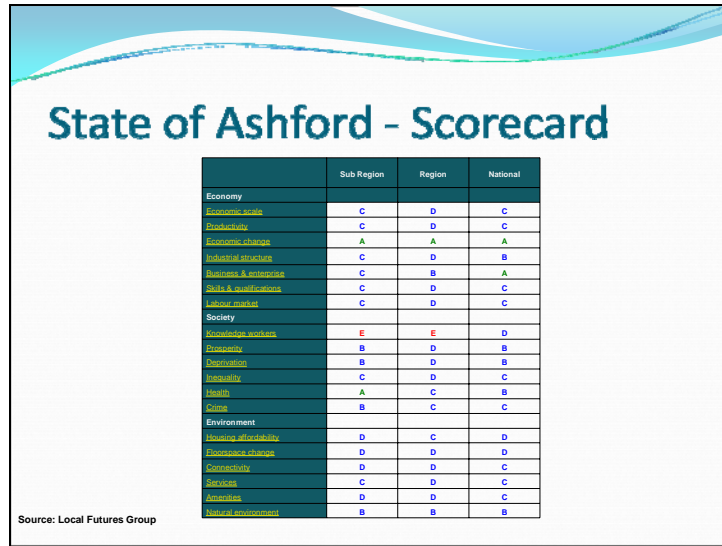 State of Ashford - Scorecard
Sub Region Region National
Economy
Economic scale C D C
Productivity C D C
Economic change A A A
Industrial structure C D B
Business & enterprise C B A
Skills & qualifications C D C
Labour market C D C
Society
Knowledge workers E E D
Prosperity B D B
Deprivation B D B
Inequality C D C
Health A C B
Crime B C C
Environment
Housing affordability D C D
Floorspace change D D D
Connectivity D D C
Services C D C
Amenities D D C
Natural environment B B B
Source: Local Futures Group